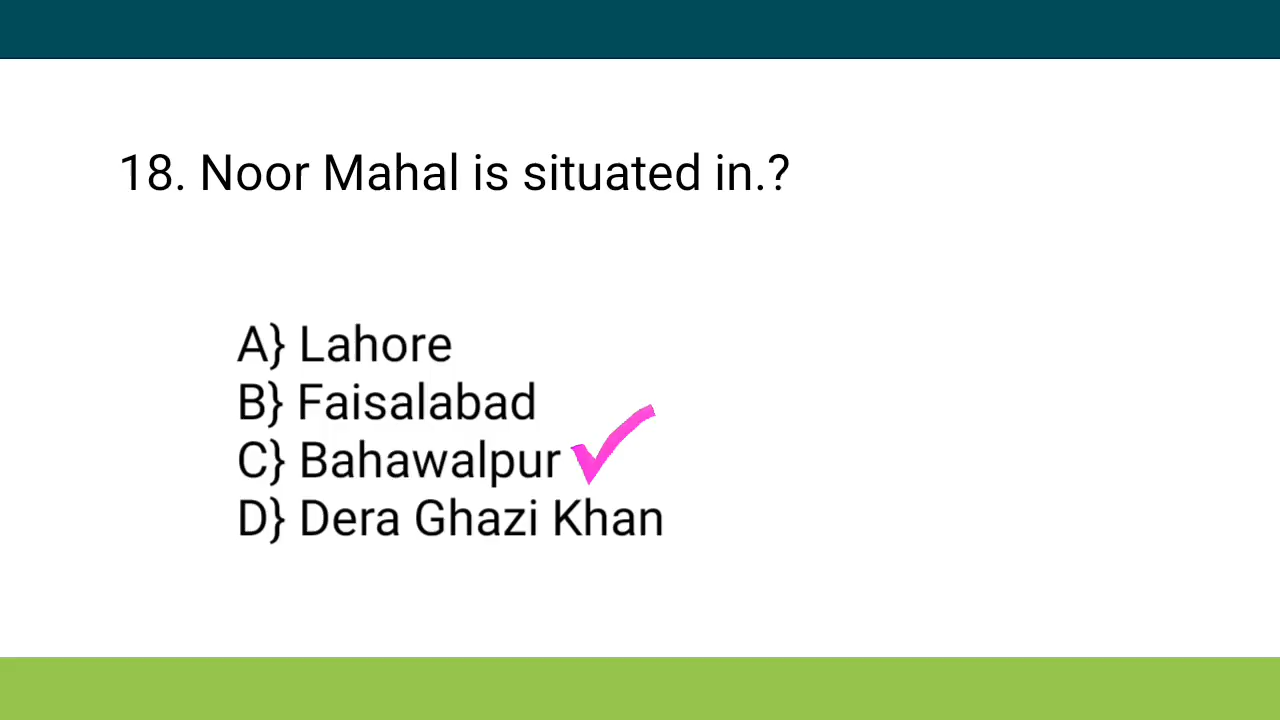 18. Noor Mahal is situated in.?
A} Lahore
B} Faisalabad
C} Bahawalpur
D} Dera Ghazi Khan